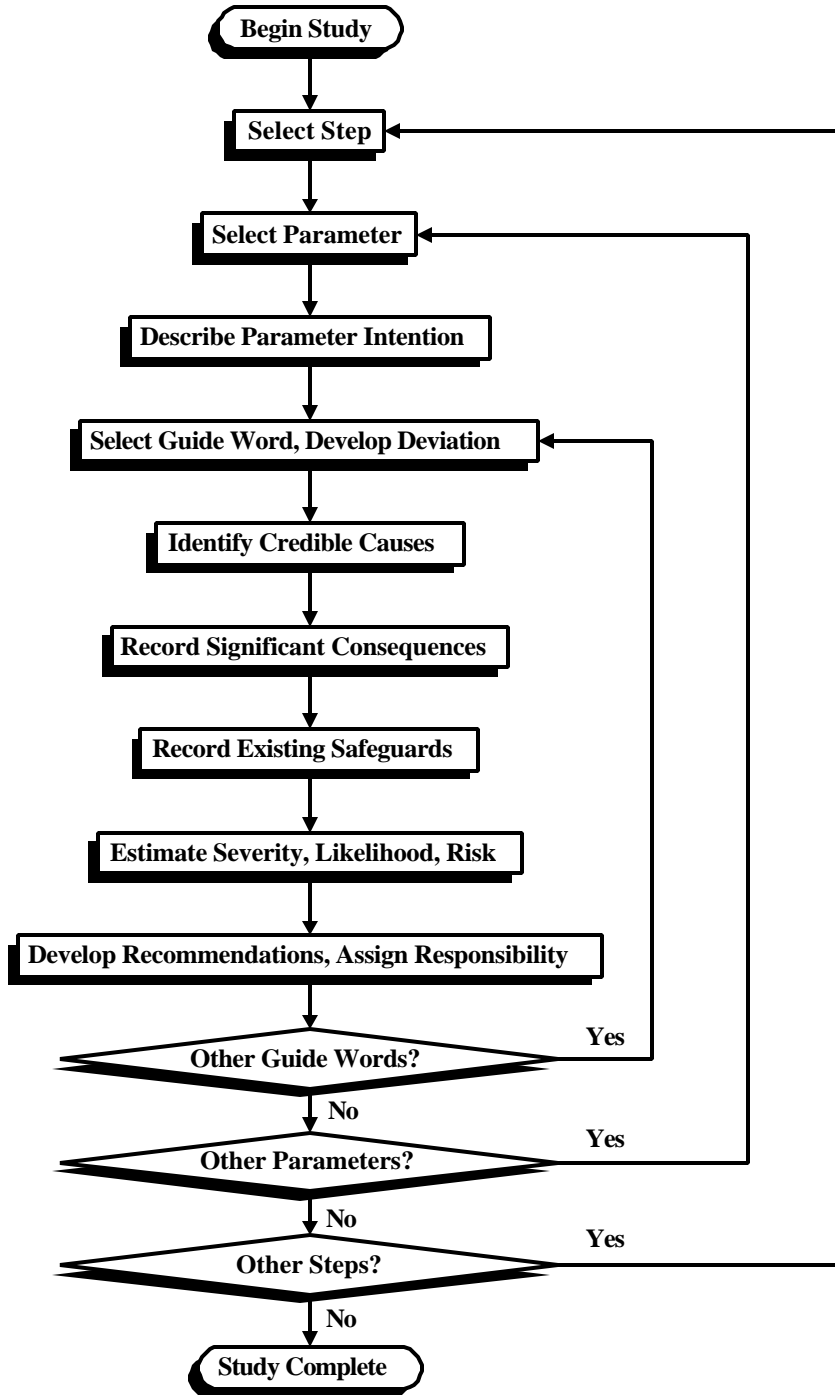 Begin Study
Select Step
Select Parameter
Describe Parameter Intention
Select Guide Word, Develop Deviation
Identify Credible Causes
Record Significant Consequences
Record Existing Safeguards
Estimate Severity, Likelihood, Risk
Develop Recommendations, Assign Responsibility
Other Guide Words?
Yes
No
Other Parameters?
Yes
No
Other Steps?
Yes
No
Study Complete